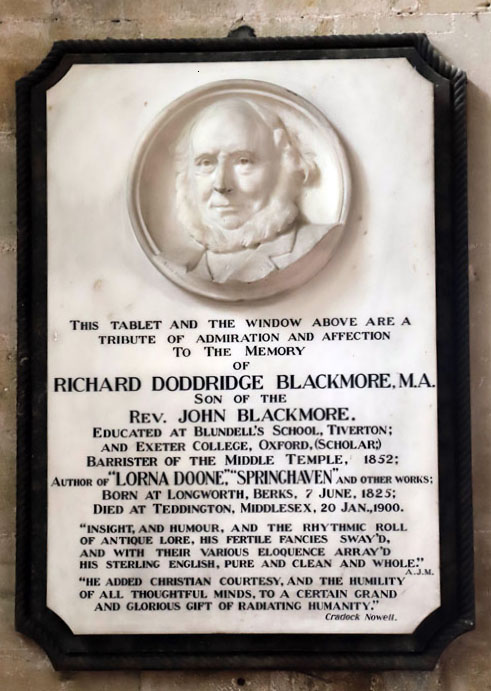 THIS TABLET AND THE WINDOW ABOVE ARE A
TRIBUTE OF ADMIRATION AND AFFECTION
TO THE MEMORY
OF
RICHARD DODDRIDGE BLACKMORE, M.A.
SON OF THE
REV. JOHN BLACKMORE.
EDUCATED AT BLUNDELL'S SCHOOL, TIVERTON;
AND EXETER COLLEGE, OXFORD, (SCHOLAR;)
BARRISTER OF THE MIDDLE TEMPLE, 1852;
AUTHOR OF "LORNA DOONE," "SPRINGHAVEN" AND OTHER WORKS;
BORN AT LONGWORTH, BERKS, 7 JUNE, 1825;
DIED AT TEDDINGTON, MIDDLESEX, 20 JAN., 1900.
"INSIGHT, AND HUMOUR, AND THE RHYTHMIC ROLL
OF ANTIQUE LORE, HIS FERTILE FANCIES SWAY'D,
AND WITH THEIR VARIOUS ELOQUENCE ARRAY'D
HIS STERLING ENGLISH, PURE AND CLEAN AND WHOLE."
A.J.M.
"HE ADDED CHRISTIAN COURTESY, AND THE HUMILITY
OF ALL THOUGHTFUL MINDS, TO A CERTAIN GRAND
AND GLORIOUS GIFT OF RADIATING HUMANITY."
Cradock Nowell.